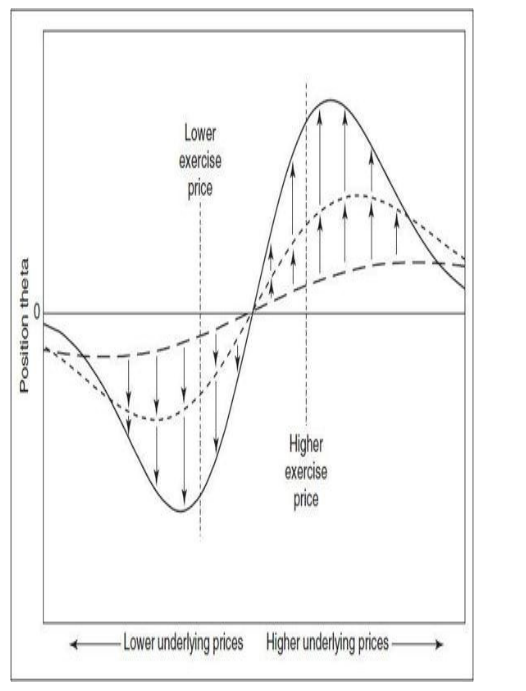 Lower
exercise
price
Position theta
0
Higher
exercise
price
Lower underlying prices
Higher underlying prices